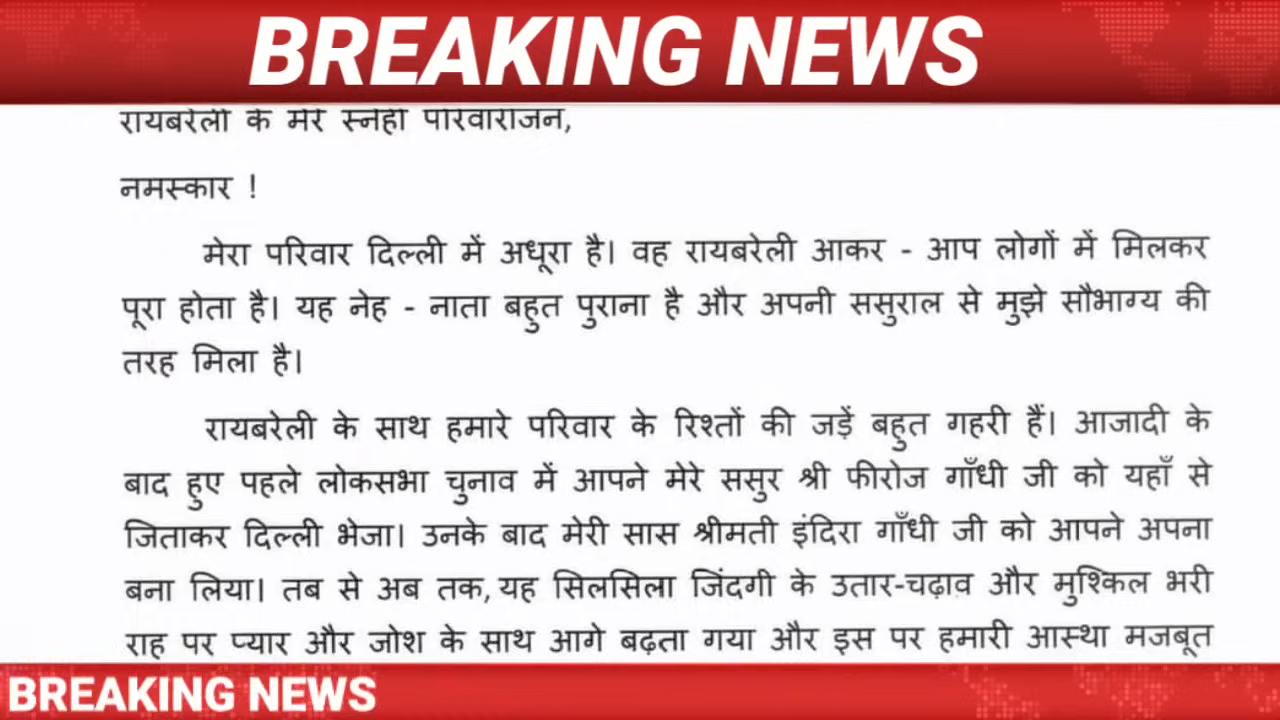 BREAKING NEWS
रायबरेली के मेरे स्नेही परिवारीजन,
नमस्कार !
मेरा परिवार दिल्ली में अधूरा है। वह रायबरेली आकर - आप लोगों में मिलकर
पूरा होता है। यह नेह - नाता बहुत पुराना है और अपनी ससुराल से मुझे सौभाग्य की
तरह मिला है।
रायबरेली के साथ हमारे परिवार के रिश्तों की जड़ें बहुत गहरी हैं। आजादी के
बाद हुए पहले लोकसभा चुनाव में आपने मेरे ससुर श्री फीरोज गाँधी जी को यहाँ से
जिताकर दिल्ली भेजा। उनके बाद मेरी सास श्रीमती इंदिरा गाँधी जी को आपने अपना
बना लिया। तब से अब तक, यह सिलसिला जिंदगी के उतार-चढ़ाव और मुश्किल भरी
राह पर प्यार और जोश के साथ आगे बढ़ता गया और इस पर हमारी आस्था मजबूत
BREAKING NEWS